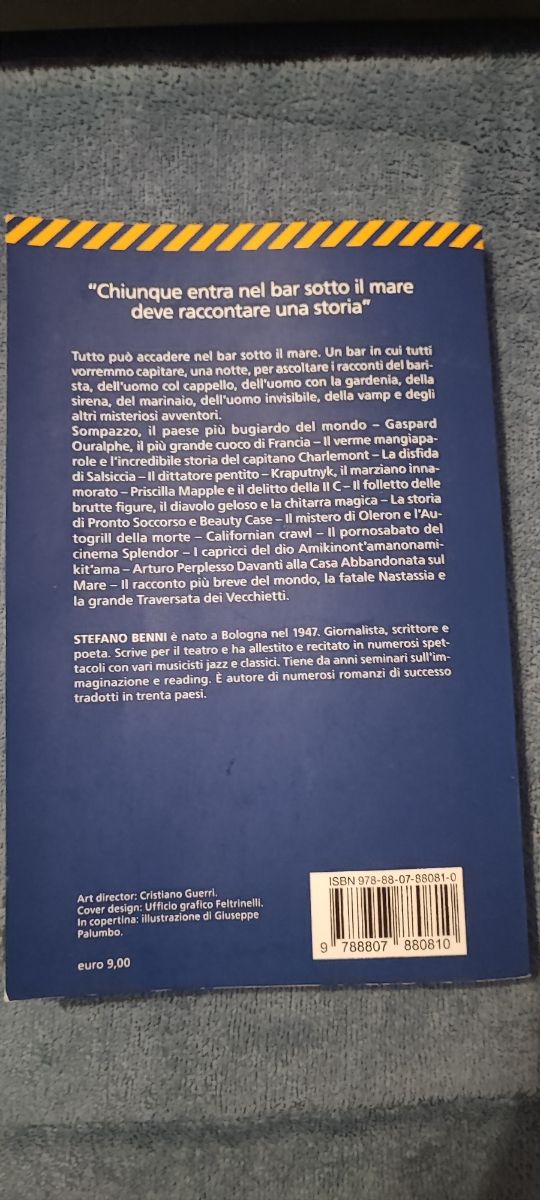 "Chiunque entra nel bar sotto il mare
deve raccontare una storia"
Tutto può accadere nel bar sotto il mare. Un bar in cui tutti
vorremmo capitare, una notte, per ascoltare i racconti del bari-
sta, dell'uomo col cappello, dell'uomo con la gardenia, della
sirena, del marinaio, dell'uomo invisibile, della vamp e degli
altri misteriosi avventori.
Sompazzo, il paese più bugiardo del mondo – Gaspard
Ouralphe, il più grande cuoco di Francia – Il verme mangiapa-
role e l'incredibile storia del capitano Charlemont – La disfida
di Salsiccia – Il dittatore pentito – Kraputnyk, il marziano inna-
morato – Priscilla Mapple e il delitto della II C – Il folletto delle
brutte figure, il diavolo geloso e la chitarra magica – La storia
di Pronto Soccorso e Beauty Case – Il mistero di Oleron e l'Au-
togrill della morte – Californian crawl – Il pornosabato del
cinema Splendor – I capricci del dio Amikinont'amanonami-
kit'ama – Arturo Perplesso Davanti alla Casa Abbandonata sul
Mare – Il racconto più breve del mondo, la fatale Nastassia e
la grande Traversata dei Vecchietti.
STEFANO BENNI è nato a Bologna nel 1947. Giornalista, scrittore e
poeta. Scrive per il teatro e ha allestito e recitato in numerosi spet-
tacoli con vari musicisti jazz e classici. Tiene da anni seminari sull'im-
maginazione e reading. È autore di numerosi romanzi di successo
tradotti in trenta paesi.
Art director: Cristiano Guerri.
Cover design: Ufficio grafico Feltrinelli.
In copertina: illustrazione di Giuseppe
Palumbo.
euro 9,00
ISBN 978-88-07-88081-0
9 788807 880810